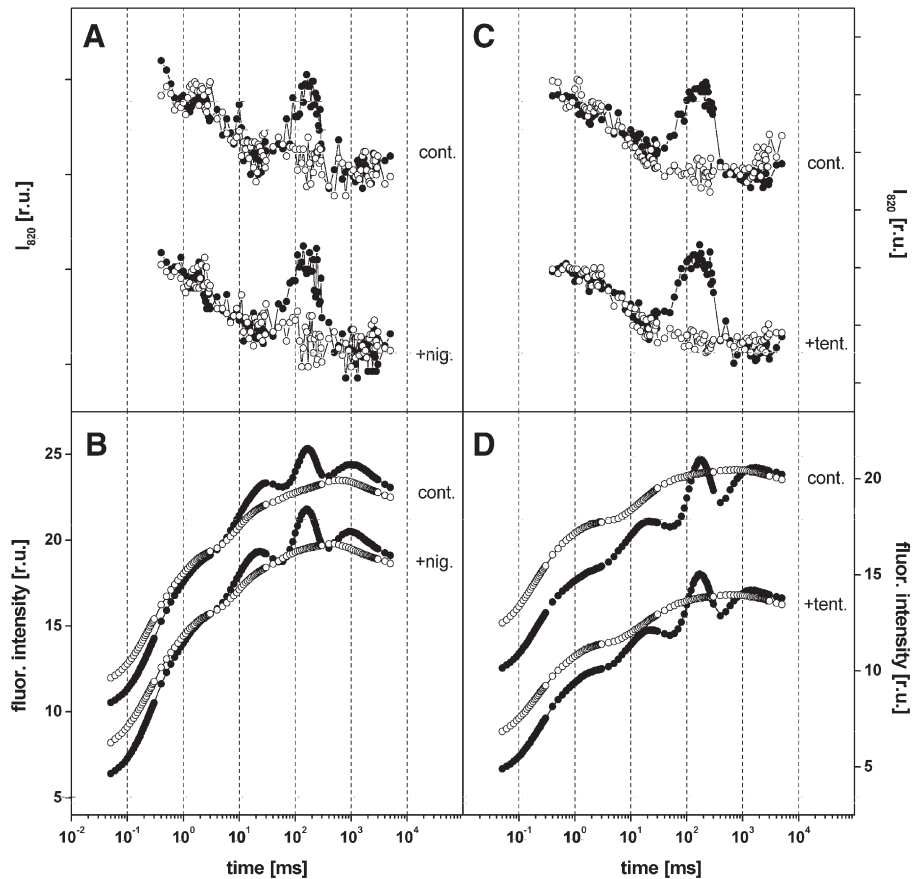 A
C
cont.
cont.
I820 [r.u.]
I820 [r.u.]
+nig.
+tent.
B
D
25
20
15
10
5
cont.
+nig.
cont.
+tent.
20
15
10
5
fluor. intensity [r.u.]
fluor. intensity [r.u.]
10-2 10-1 100 101 102 103 104
10-1 100 101 102 103 104
time [ms]
time [ms]